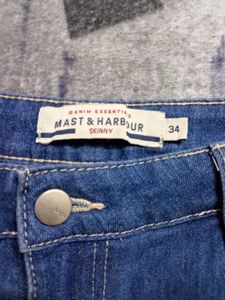 DENIM ESSENTIALS
MAST & HARBOUR
SKINNY
34